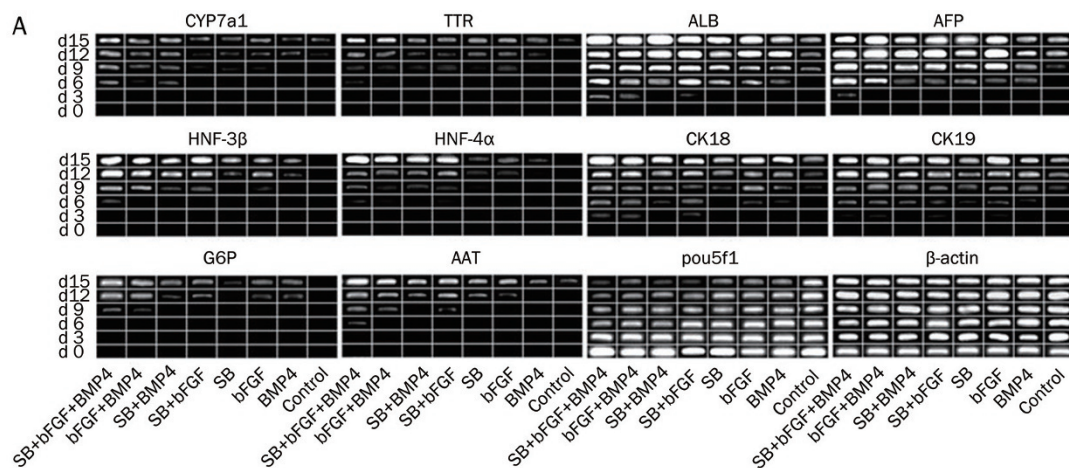 A
CYP7a1 TTR ALB AFP
d15
d12
d 9
d 6
d 3
d 0
HNF-3β HNF-4α CK18 CK19
d15
d12
d 9
d 6
d 3
d 0
G6P AAT pou5f1 β-actin
d15
d12
d 9
d 6
d 3
d 0
SB+bFGF+BMP4 bFGF+BMP4 SB+BMP4 SB+bFGF SB bFGF BMP4 Control
SB+bFGF+BMP4 bFGF+BMP4 SB+BMP4 SB+bFGF SB bFGF BMP4 Control
SB+bFGF+BMP4 bFGF+BMP4 SB+BMP4 SB+bFGF SB bFGF BMP4 Control
SB+bFGF+BMP4 bFGF+BMP4 SB+BMP4 SB+bFGF SB bFGF BMP4 Control